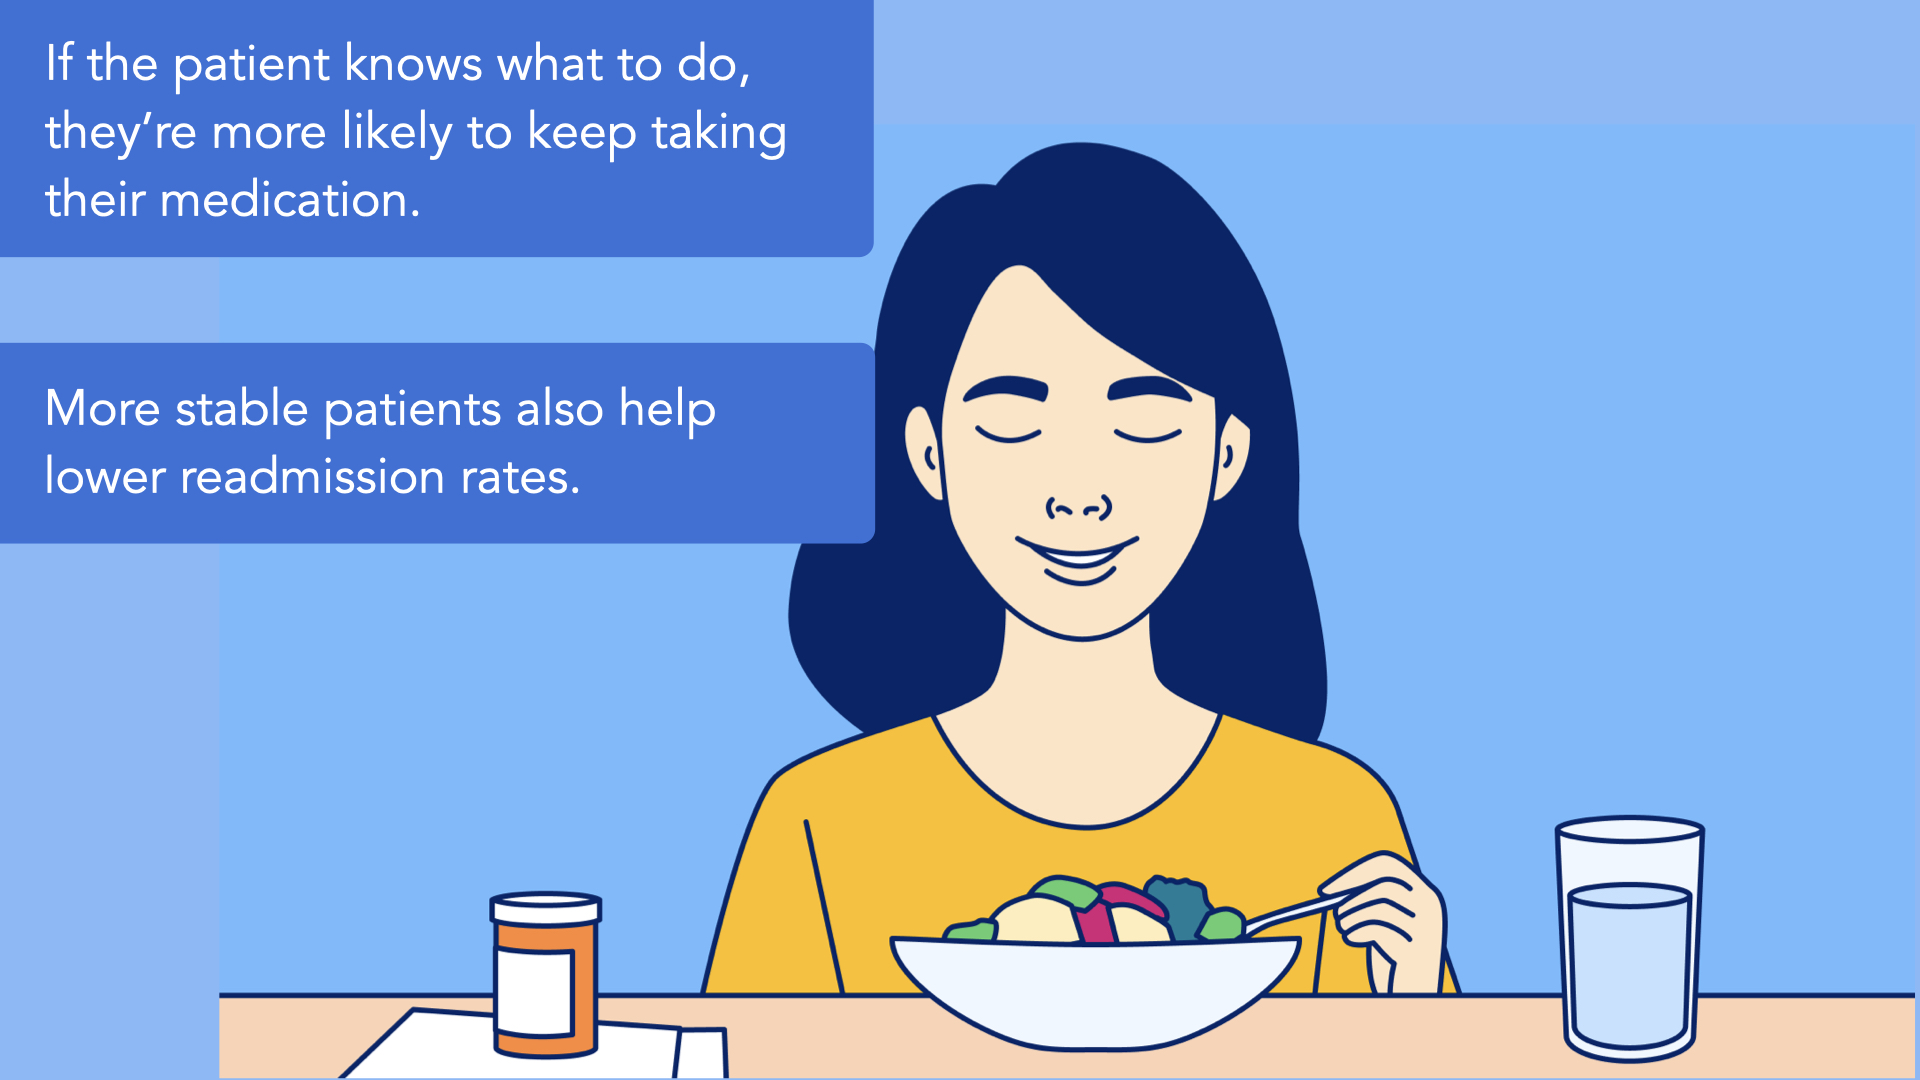 If the patient knows what to do,
they’re more likely to keep taking
their medication.
More stable patients also help
lower readmission rates.